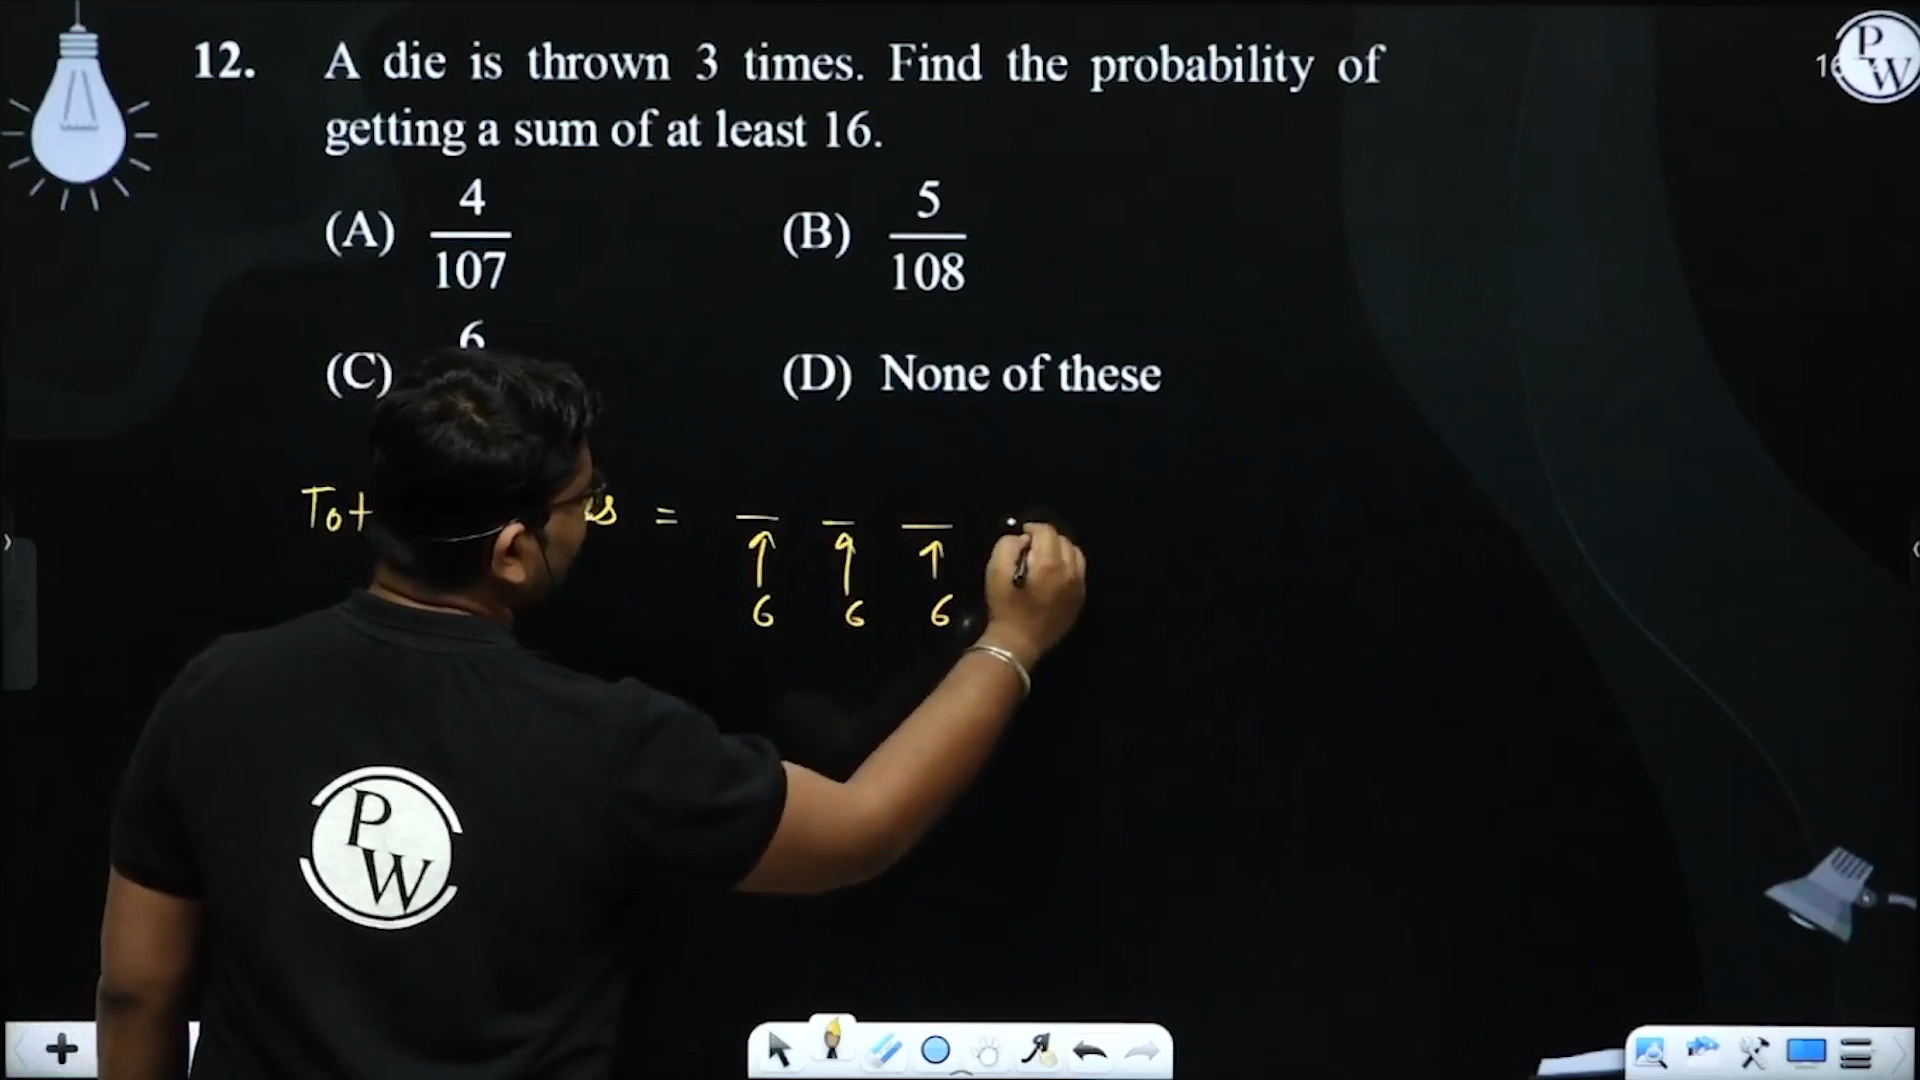 12. A die is thrown 3 times. Find the probability of
getting a sum of at least 16.
(A) 4/107 (B) 5/108
(C) 6 (D) None of these
= _ _ _
6 6 6
P
W
P
W